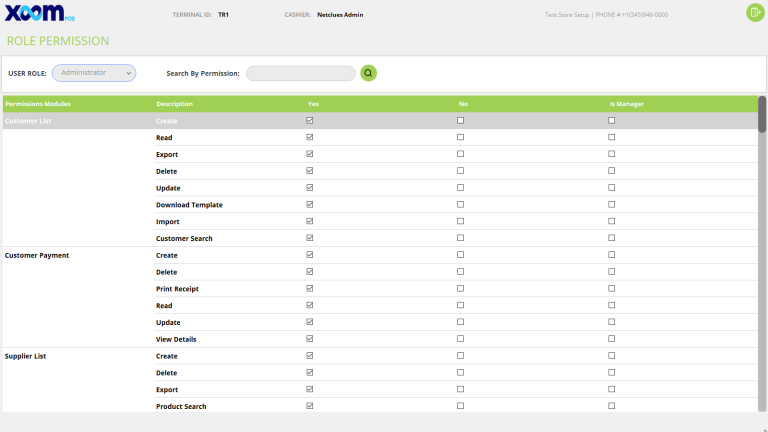 xoom POS TERMINAL ID: TR1 CASHIER: Netclues Admin Test Store Setup | PHONE # +1(345)946-0000
ROLE PERMISSION
USER ROLE: Administrator Search By Permission:
Permissions Modules Description Yes No Is Manager
Customer List Create
Read
Export
Delete
Update
Download Template
Import
Customer Search
Customer Payment Create
Delete
Print Receipt
Read
Update
View Details
Supplier List Create
Delete
Export
Product Search